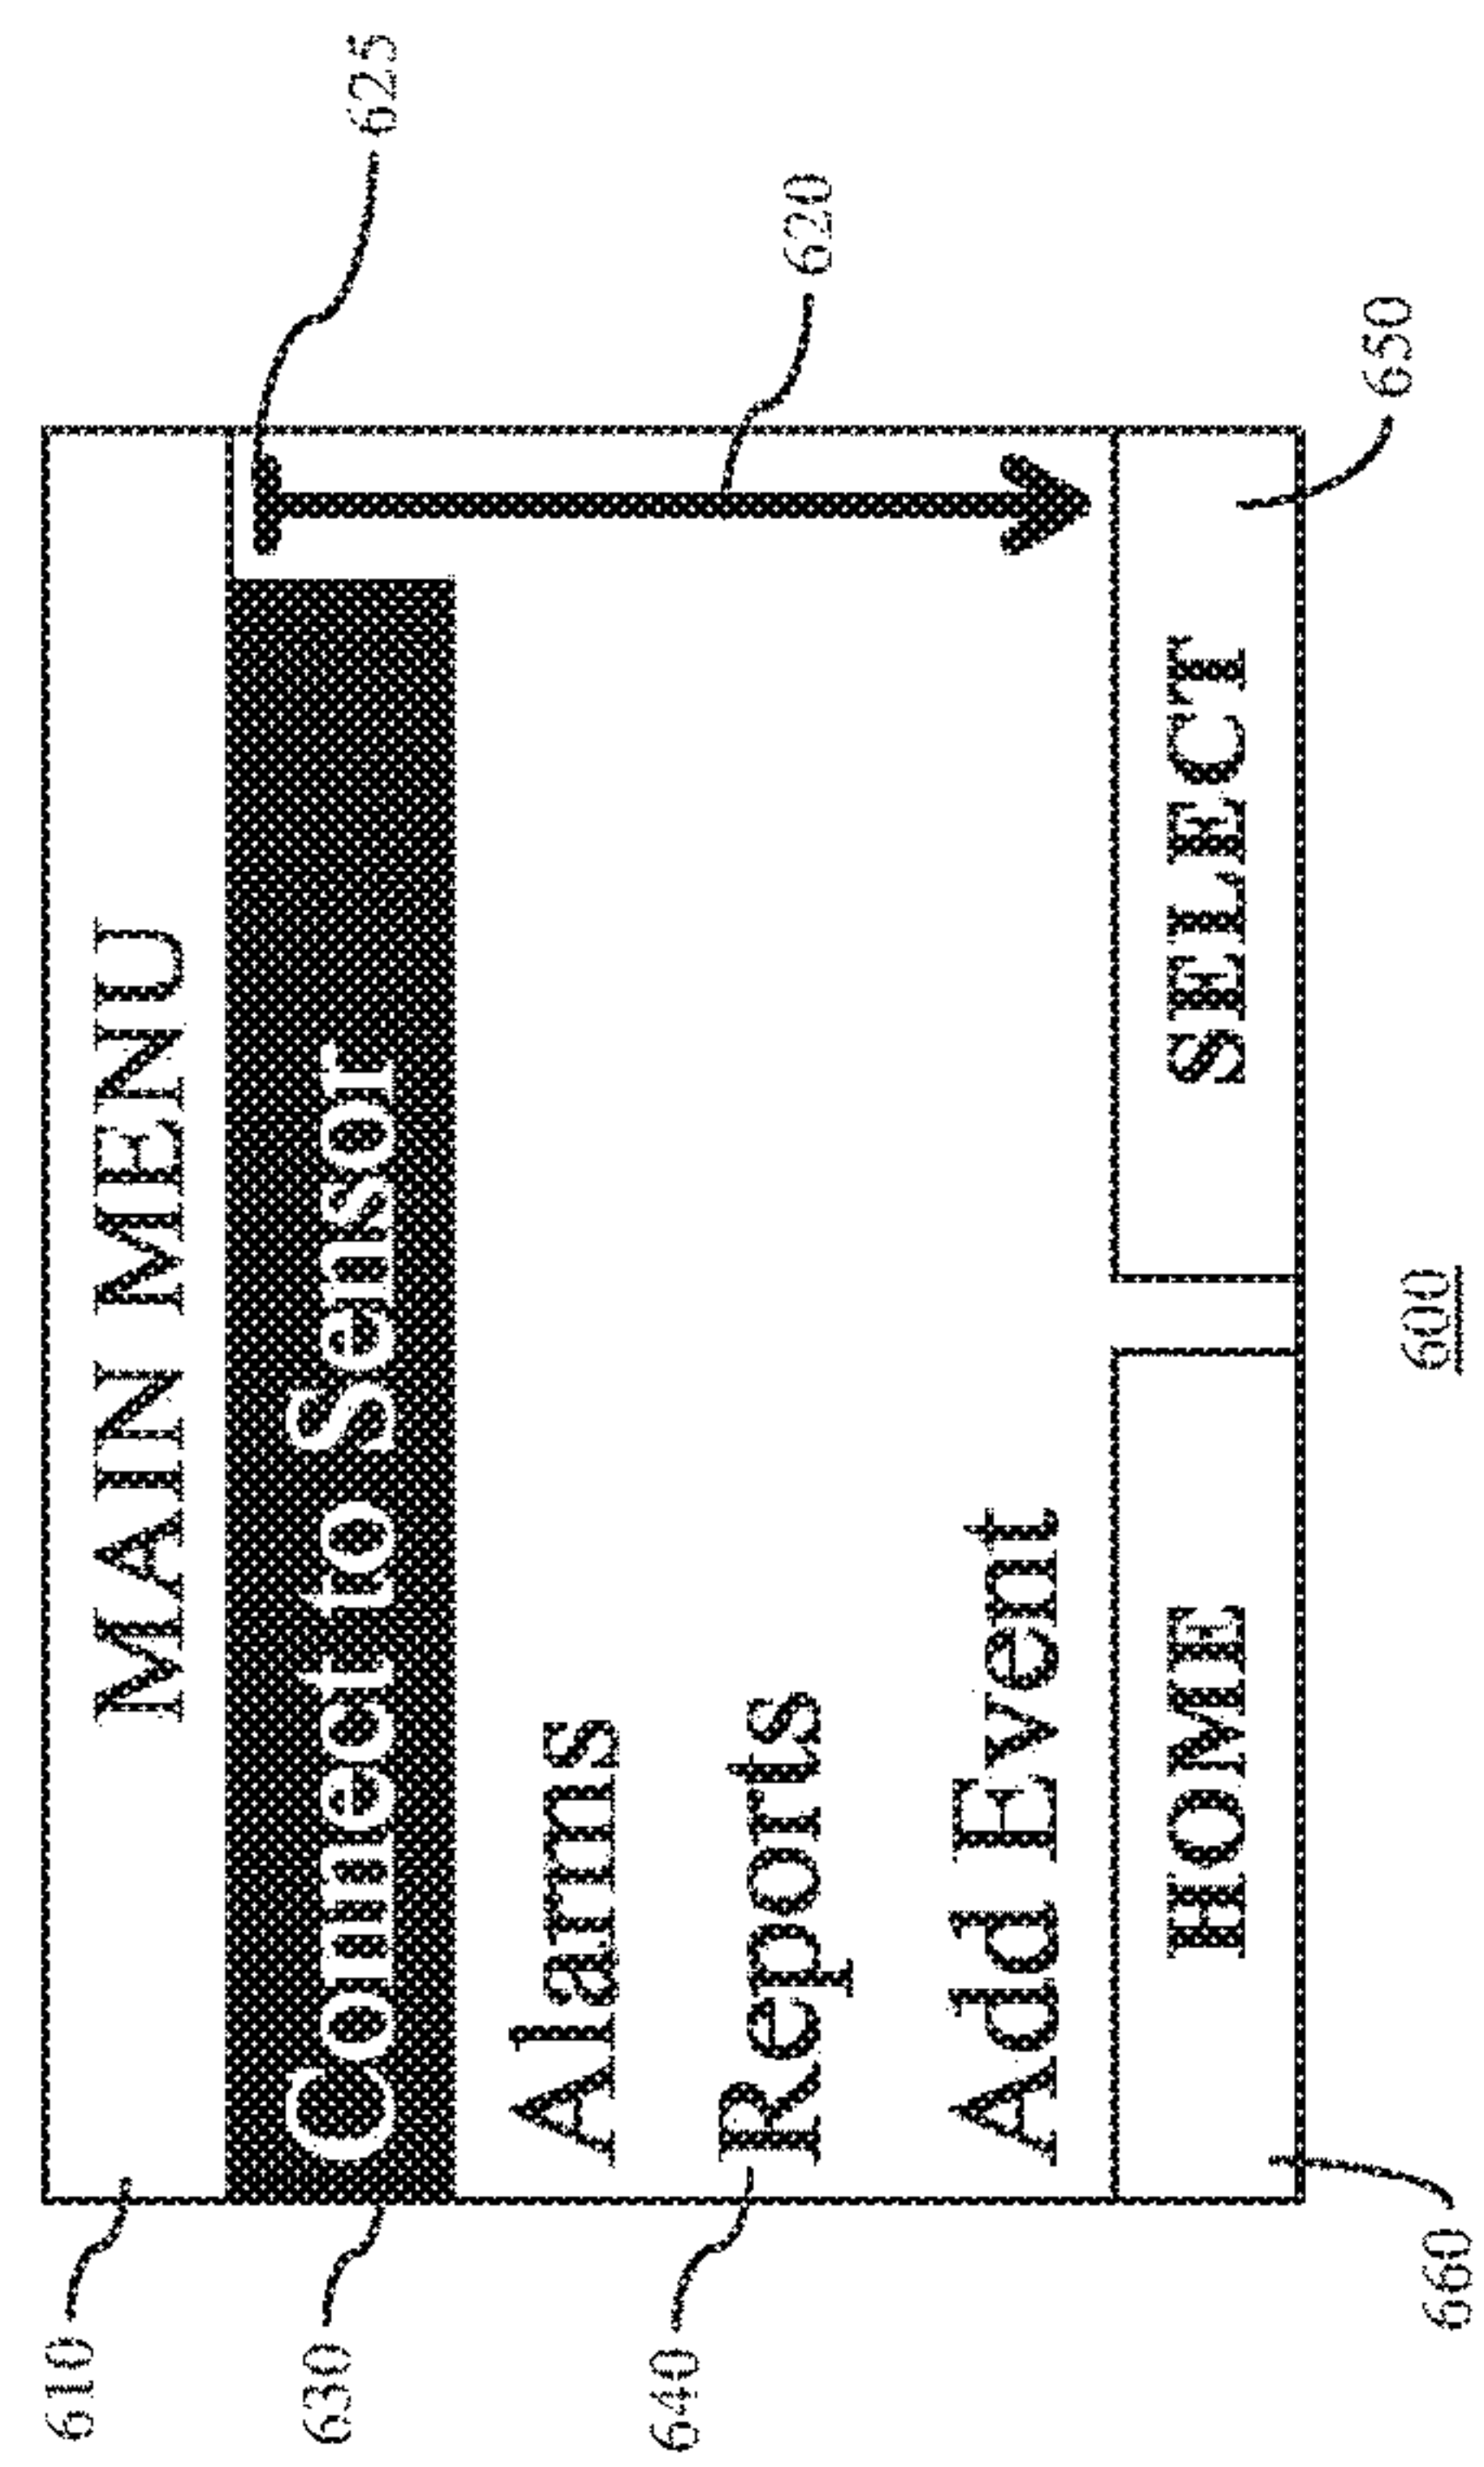 610
MAIN MENU
630 Connect to Sensor 625
Alarms
640 Reports 620
Add Event
HOME SELECT
660 650
600